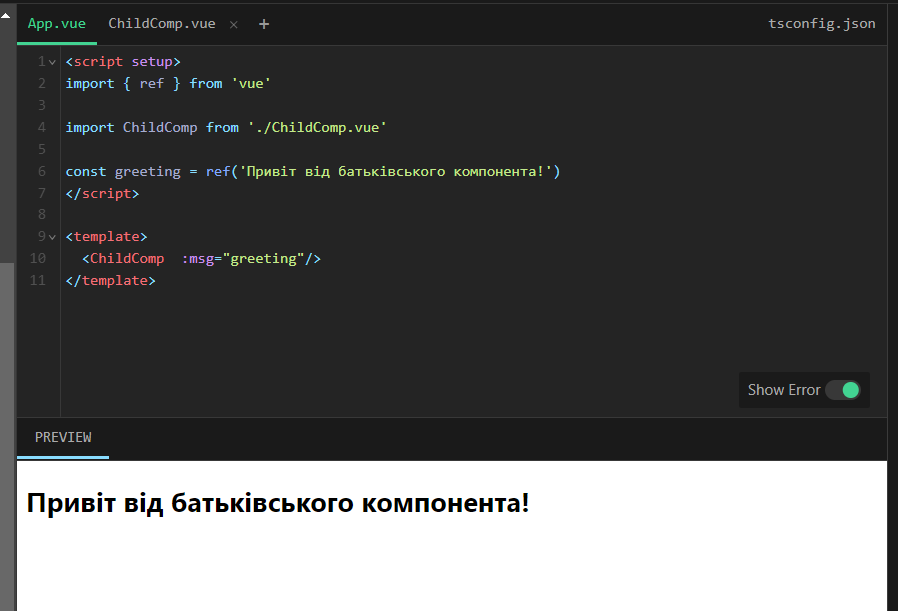 App.vue ChildComp.vue × + tsconfig.json
1 <script setup>
2 import { ref } from 'vue'
3
4 import ChildComp from './ChildComp.vue'
5
6 const greeting = ref('Привіт від батьківського компонента!')
7 </script>
8
9 <template>
10   <ChildComp  :msg="greeting"/>
11 </template>
Show Error
PREVIEW
Привіт від батьківського компонента!